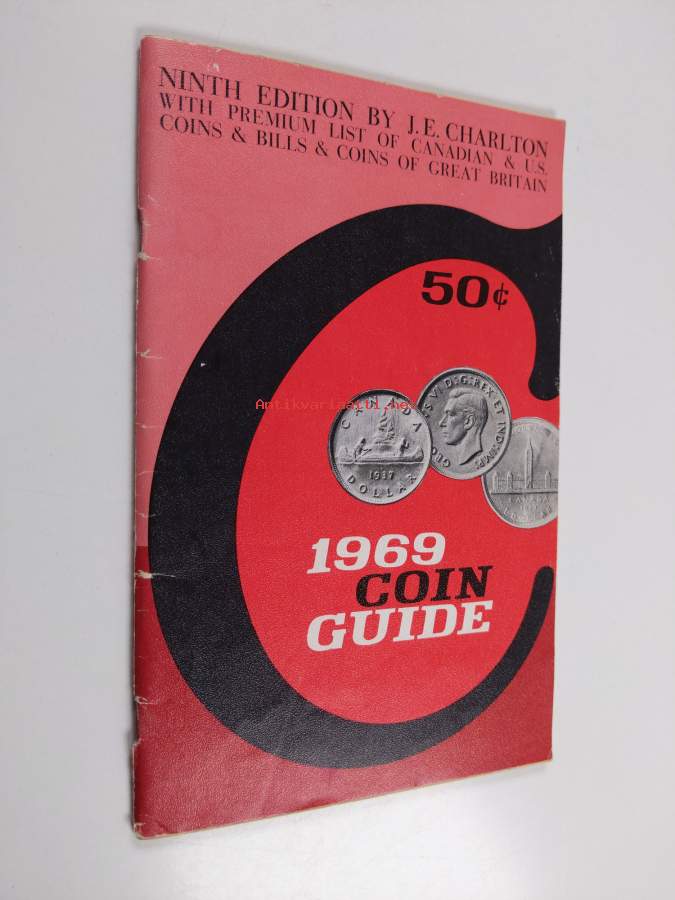 NINTH EDITION BY J.E. CHARLTON
WITH PREMIUM LIST OF CANADIAN & U.S.
COINS & BILLS & COINS OF GREAT BRITAIN
50¢
Antikvariaatti.net
CANADA
1937
DOLLAR
VI D:G:REX ET IND:IMP:
CANADA
1969
COIN
GUIDE